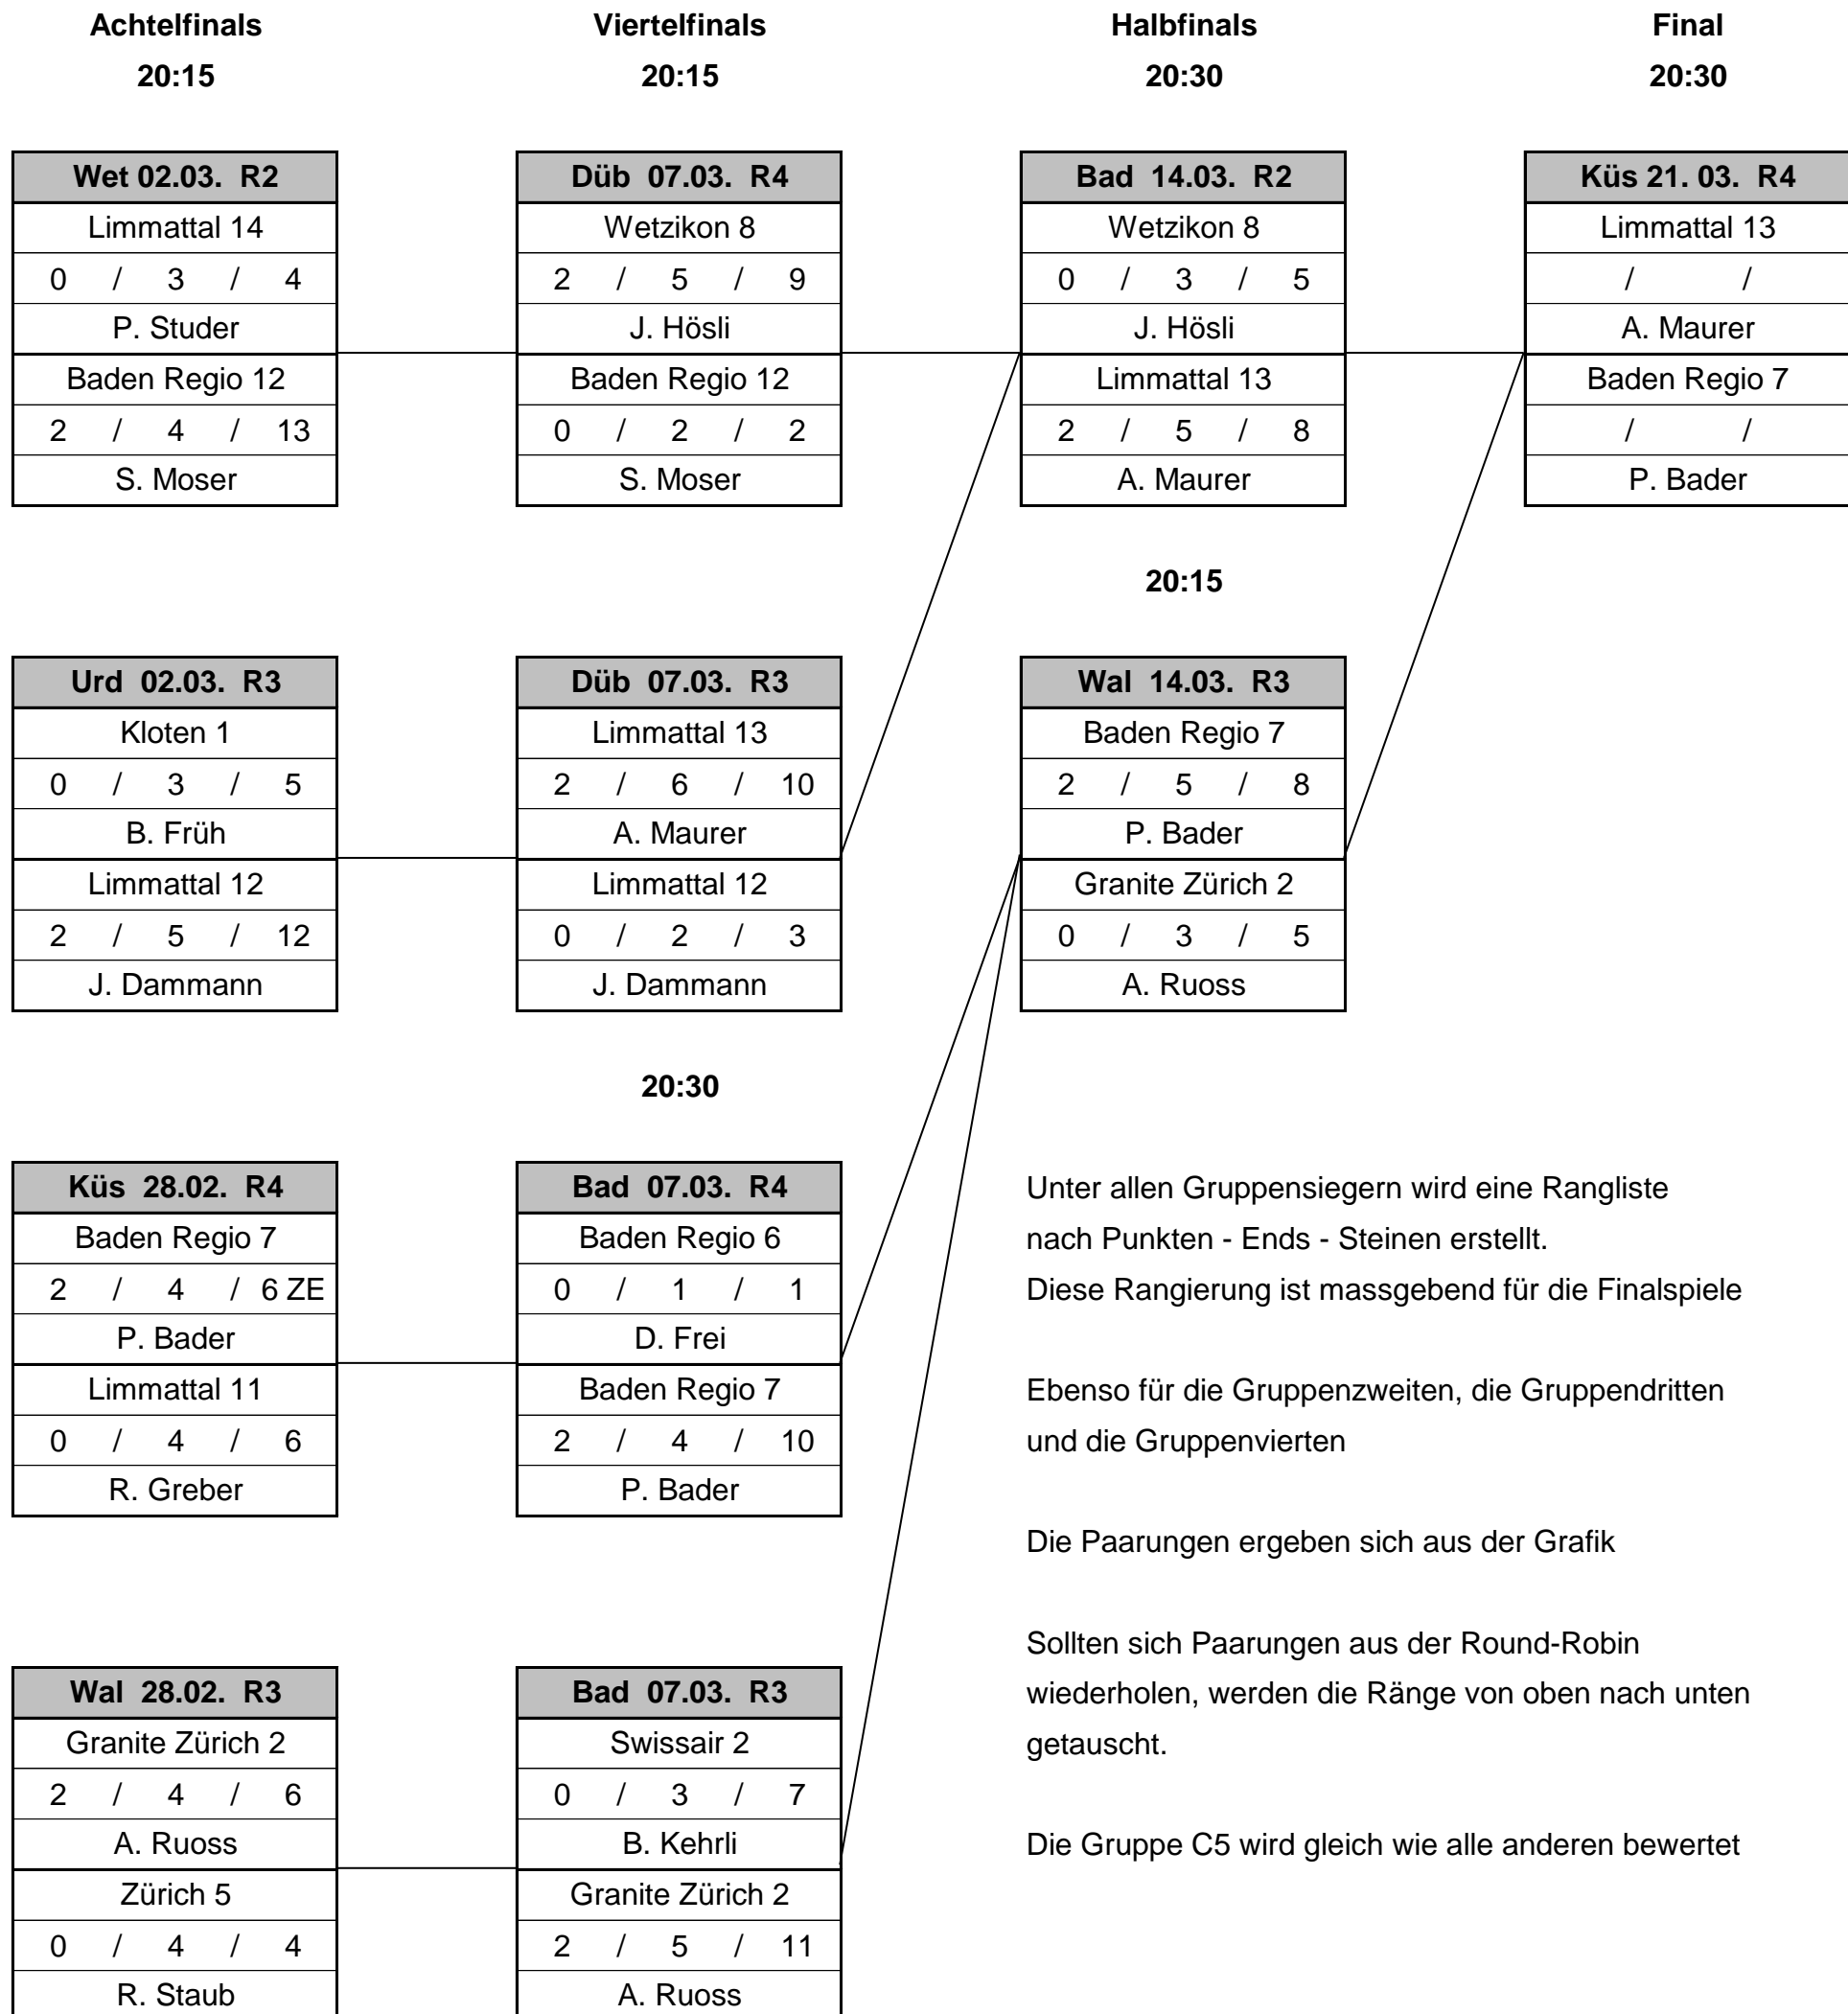 Achtelfinals
20:15
Wet 02.03. R2
Limmattal 14
0 / 3 / 4
P. Studer
Baden Regio 12
2 / 4 / 13
S. Moser
Urd 02.03. R3
Kloten 1
0 / 3 / 5
B. Früh
Limmattal 12
2 / 5 / 12
J. Dammann
Küs 28.02. R4
Baden Regio 7
2 / 4 / 6 ZE
P. Bader
Limmattal 11
0 / 4 / 6
R. Greber
Wal 28.02. R3
Granite Zürich 2
2 / 4 / 6
A. Ruoss
Zürich 5
0 / 4 / 4
R. Staub
Viertelfinals
20:15
Düb 07.03. R4
Wetzikon 8
2 / 5 / 9
J. Hösli
Baden Regio 12
0 / 2 / 2
S. Moser
Düb 07.03. R3
Limmattal 13
2 / 6 / 10
A. Maurer
Limmattal 12
0 / 2 / 3
J. Dammann
20:30
Bad 07.03. R4
Baden Regio 6
0 / 1 / 1
D. Frei
Baden Regio 7
2 / 4 / 10
P. Bader
Bad 07.03. R3
Swissair 2
0 / 3 / 7
B. Kehrli
Granite Zürich 2
2 / 5 / 11
A. Ruoss
Halbfinals
20:30
Bad 14.03. R2
Wetzikon 8
0 / 3 / 5
J. Hösli
Limmattal 13
2 / 5 / 8
A. Maurer
20:15
Wal 14.03. R3
Baden Regio 7
2 / 5 / 8
P. Bader
Granite Zürich 2
0 / 3 / 5
A. Ruoss
Final
20:30
Küs 21. 03. R4
Limmattal 13
/ /
A. Maurer
Baden Regio 7
/ /
P. Bader
Unter allen Gruppensiegern wird eine Rangliste
nach Punkten - Ends - Steinen erstellt.
Diese Rangierung ist massgebend für die Finalspiele
Ebenso für die Gruppenzweiten, die Gruppendritten
und die Gruppenvierten
Die Paarungen ergeben sich aus der Grafik
Sollten sich Paarungen aus der Round-Robin
wiederholen, werden die Ränge von oben nach unten
getauscht.
Die Gruppe C5 wird gleich wie alle anderen bewertet